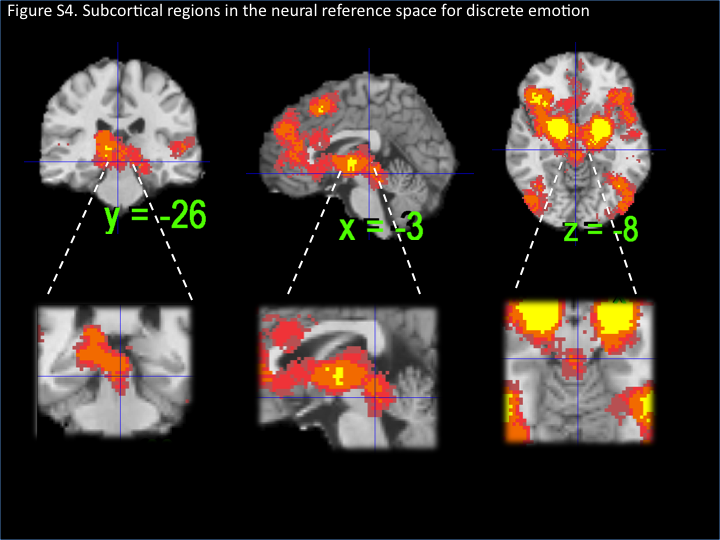 Figure S4. Subcortical regions in the neural reference space for discrete emotion
y = -26
x = -3
z = -8